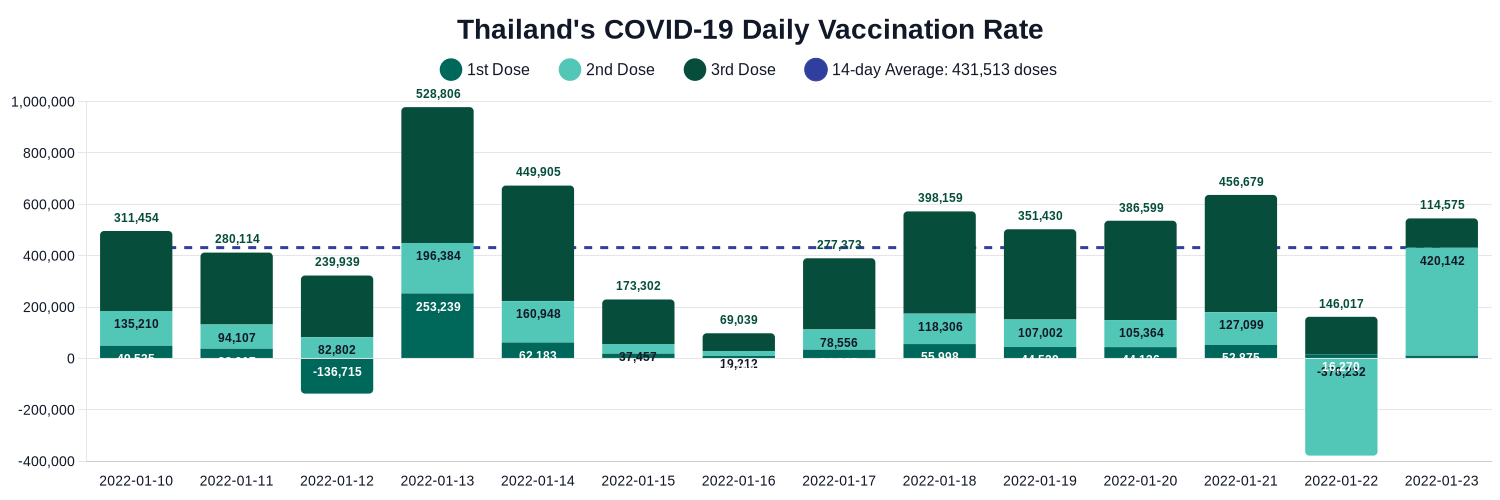 Thailand's COVID-19 Daily Vaccination Rate
1st Dose 2nd Dose 3rd Dose 14-day Average: 431,513 doses
528,806
1,000,000
800,000
449,905
456,679
600,000
311,454 398,159 351,430 386,599 114,575
280,114 277,373
400,000
239,939 196,384 420,142
173,302 253,239 146,017
200,000
135,210 94,107 82,802 160,948 69,039 78,556 118,306 107,002 105,364 127,099
62,183 37,457 55,998 52,875
0
-136,715 19,212 16,270 -378,232
-200,000
-400,000
2022-01-10 2022-01-11 2022-01-12 2022-01-13 2022-01-14 2022-01-15 2022-01-16 2022-01-17 2022-01-18 2022-01-19 2022-01-20 2022-01-21 2022-01-22 2022-01-23